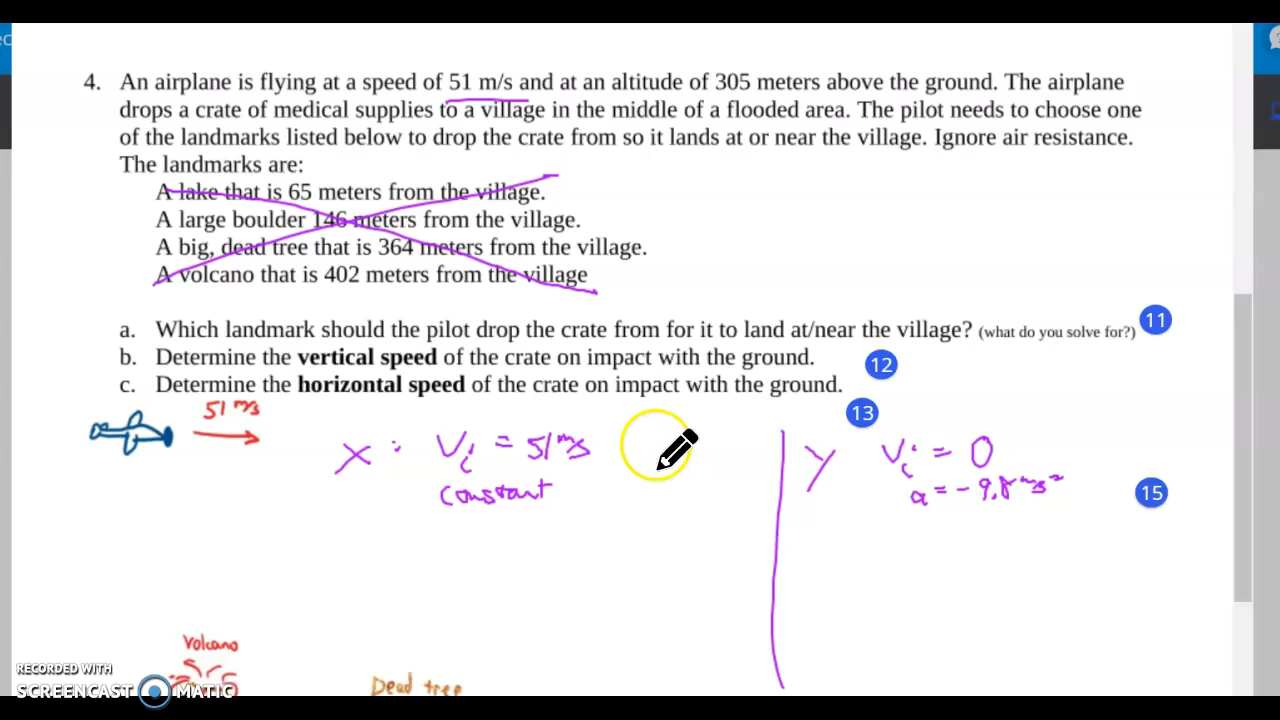 4. An airplane is flying at a speed of 51 m/s and at an altitude of 305 meters above the ground. The airplane
drops a crate of medical supplies to a village in the middle of a flooded area. The pilot needs to choose one
of the landmarks listed below to drop the crate from so it lands at or near the village. Ignore air resistance.
The landmarks are:
A lake that is 65 meters from the village.
A large boulder 146 meters from the village.
A big, dead tree that is 364 meters from the village.
A volcano that is 402 meters from the village
a. Which landmark should the pilot drop the crate from for it to land at/near the village? (what do you solve for?) 11
b. Determine the vertical speed of the crate on impact with the ground. 12
c. Determine the horizontal speed of the crate on impact with the ground.
13
51 m/s
X: Vi = 51 m/s
constant
Y Vi = 0
a = -9.8 m/s²
15
Volcano
Dead tree
RECORDED WITH
SCREENCAST MATIC